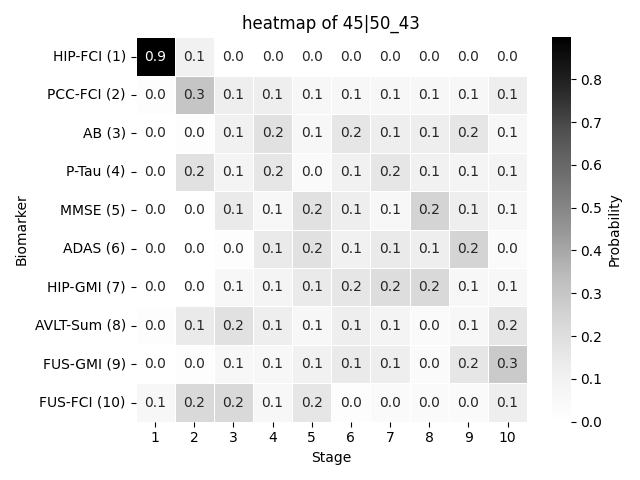 heatmap of 45|50_43
HIP-FCI (1) 0.9 0.1 0.0 0.0 0.0 0.0 0.0 0.0 0.0 0.0
PCC-FCI (2) 0.0 0.3 0.1 0.1 0.1 0.1 0.1 0.1 0.1 0.1
AB (3) 0.0 0.0 0.1 0.2 0.1 0.2 0.1 0.1 0.2 0.1
P-Tau (4) 0.0 0.2 0.1 0.2 0.0 0.1 0.2 0.1 0.1 0.1
MMSE (5) 0.0 0.0 0.1 0.1 0.2 0.1 0.1 0.2 0.1 0.1
ADAS (6) 0.0 0.0 0.0 0.1 0.2 0.1 0.1 0.1 0.2 0.0
HIP-GMI (7) 0.0 0.0 0.1 0.1 0.1 0.2 0.2 0.2 0.1 0.1
AVLT-Sum (8) 0.0 0.1 0.2 0.1 0.1 0.1 0.1 0.0 0.1 0.2
FUS-GMI (9) 0.0 0.0 0.1 0.1 0.1 0.1 0.1 0.0 0.2 0.3
FUS-FCI (10) 0.1 0.2 0.2 0.1 0.2 0.0 0.0 0.0 0.0 0.1
1 2 3 4 5 6 7 8 9 10
Stage
Biomarker
0.8
0.7
0.6
0.5
0.4
0.3
0.2
0.1
0.0
Probability